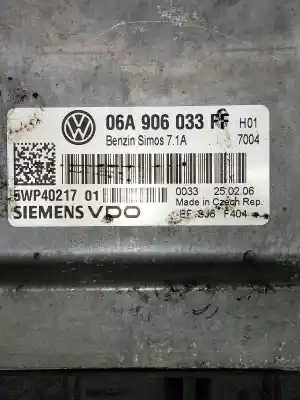 06A 906 033 FF H01
Benzin Simos 7.1A 7004
5WP40217 01
0033 25.02.06
Made in Czech Rep.
SIEMENS VDO
F404